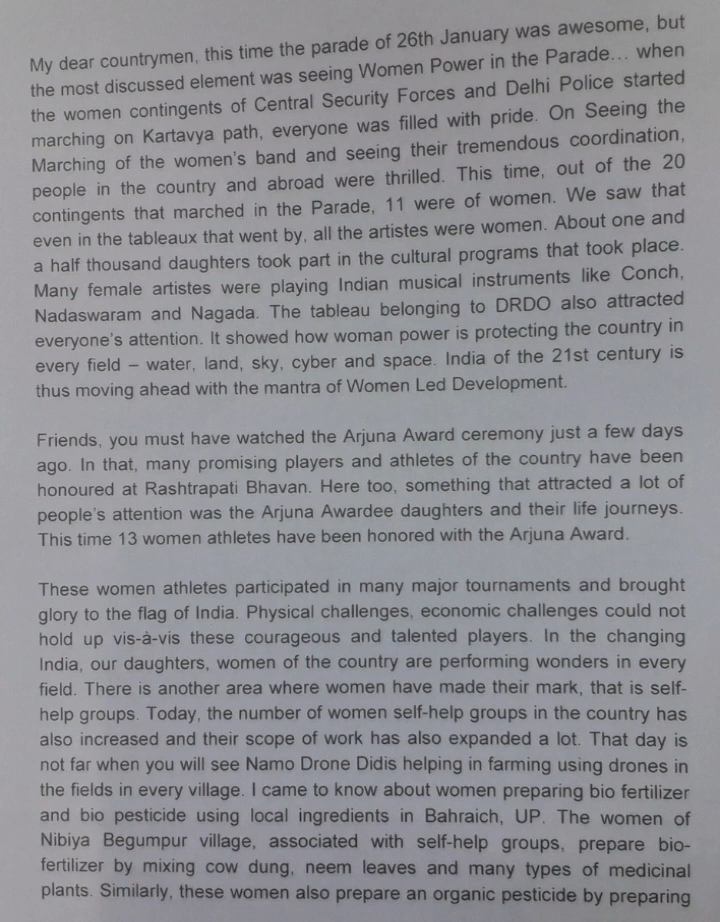 My dear countrymen, this time the parade of 26th January was awesome, but
the most discussed element was seeing Women Power in the Parade... when
the women contingents of Central Security Forces and Delhi Police started
marching on Kartavya path, everyone was filled with pride. On Seeing the
Marching of the women's band and seeing their tremendous coordination,
people in the country and abroad were thrilled. This time, out of the 20
contingents that marched in the Parade, 11 were of women. We saw that
even in the tableaux that went by, all the artistes were women. About one and
a half thousand daughters took part in the cultural programs that took place.
Many female artistes were playing Indian musical instruments like Conch,
Nadaswaram and Nagada. The tableau belonging to DRDO also attracted
everyone's attention. It showed how woman power is protecting the country in
every field – water, land, sky, cyber and space. India of the 21st century is
thus moving ahead with the mantra of Women Led Development.

Friends, you must have watched the Arjuna Award ceremony just a few days
ago. In that, many promising players and athletes of the country have been
honoured at Rashtrapati Bhavan. Here too, something that attracted a lot of
people's attention was the Arjuna Awardee daughters and their life journeys.
This time 13 women athletes have been honored with the Arjuna Award.

These women athletes participated in many major tournaments and brought
glory to the flag of India. Physical challenges, economic challenges could not
hold up vis-à-vis these courageous and talented players. In the changing
India, our daughters, women of the country are performing wonders in every
field. There is another area where women have made their mark, that is self-
help groups. Today, the number of women self-help groups in the country has
also increased and their scope of work has also expanded a lot. That day is
not far when you will see Namo Drone Didis helping in farming using drones in
the fields in every village. I came to know about women preparing bio fertilizer
and bio pesticide using local ingredients in Bahraich, UP. The women of
Nibiya Begumpur village, associated with self-help groups, prepare bio-
fertilizer by mixing cow dung, neem leaves and many types of medicinal
plants. Similarly, these women also prepare an organic pesticide by preparing